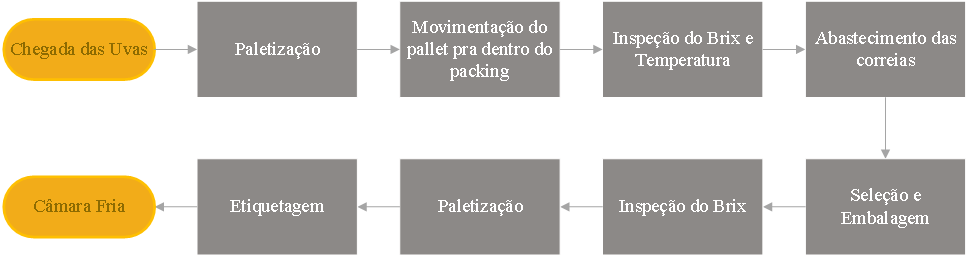 Chegada das Uvas
Paletização
Movimentação do
pallet pra dentro do
packing
Inspeção do Brix e
Temperatura
Abastecimento das
correias
Seleção e
Embalagem
Inspeção do Brix
Paletização
Etiquetagem
Câmara Fria